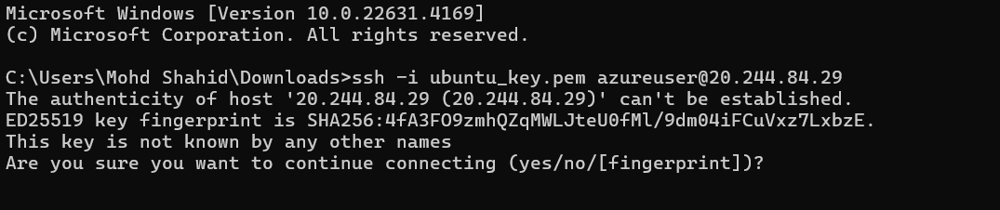 Microsoft Windows [Version 10.0.22631.4169]
(c) Microsoft Corporation. All rights reserved.
C:\Users\Mohd Shahid\Downloads>ssh -i ubuntu_key.pem azureuser@20.244.84.29
The authenticity of host '20.244.84.29 (20.244.84.29)' can't be established.
ED25519 key fingerprint is SHA256:4fA3FO9zmhQZqMWLJteU0fMl/9dm04iFCuVxz7LxbzE.
This key is not known by any other names
Are you sure you want to continue connecting (yes/no/[fingerprint])?